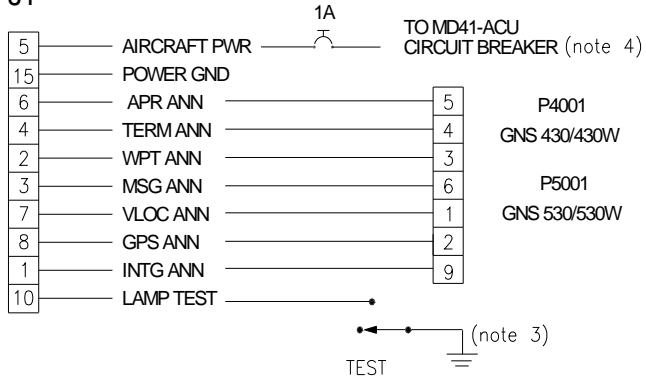 1A
5 AIRCRAFT PWR TO MD41-ACU
CIRCUIT BREAKER (note 4)
15 POWER GND
6 APR ANN 5 P4001
4 TERM ANN 4 GNS 430/430W
2 WPT ANN 3
3 MSG ANN 6 P5001
7 VLOC ANN 1 GNS 530/530W
8 GPS ANN 2
1 INTG ANN 9
10 LAMP TEST
(note 3)
TEST